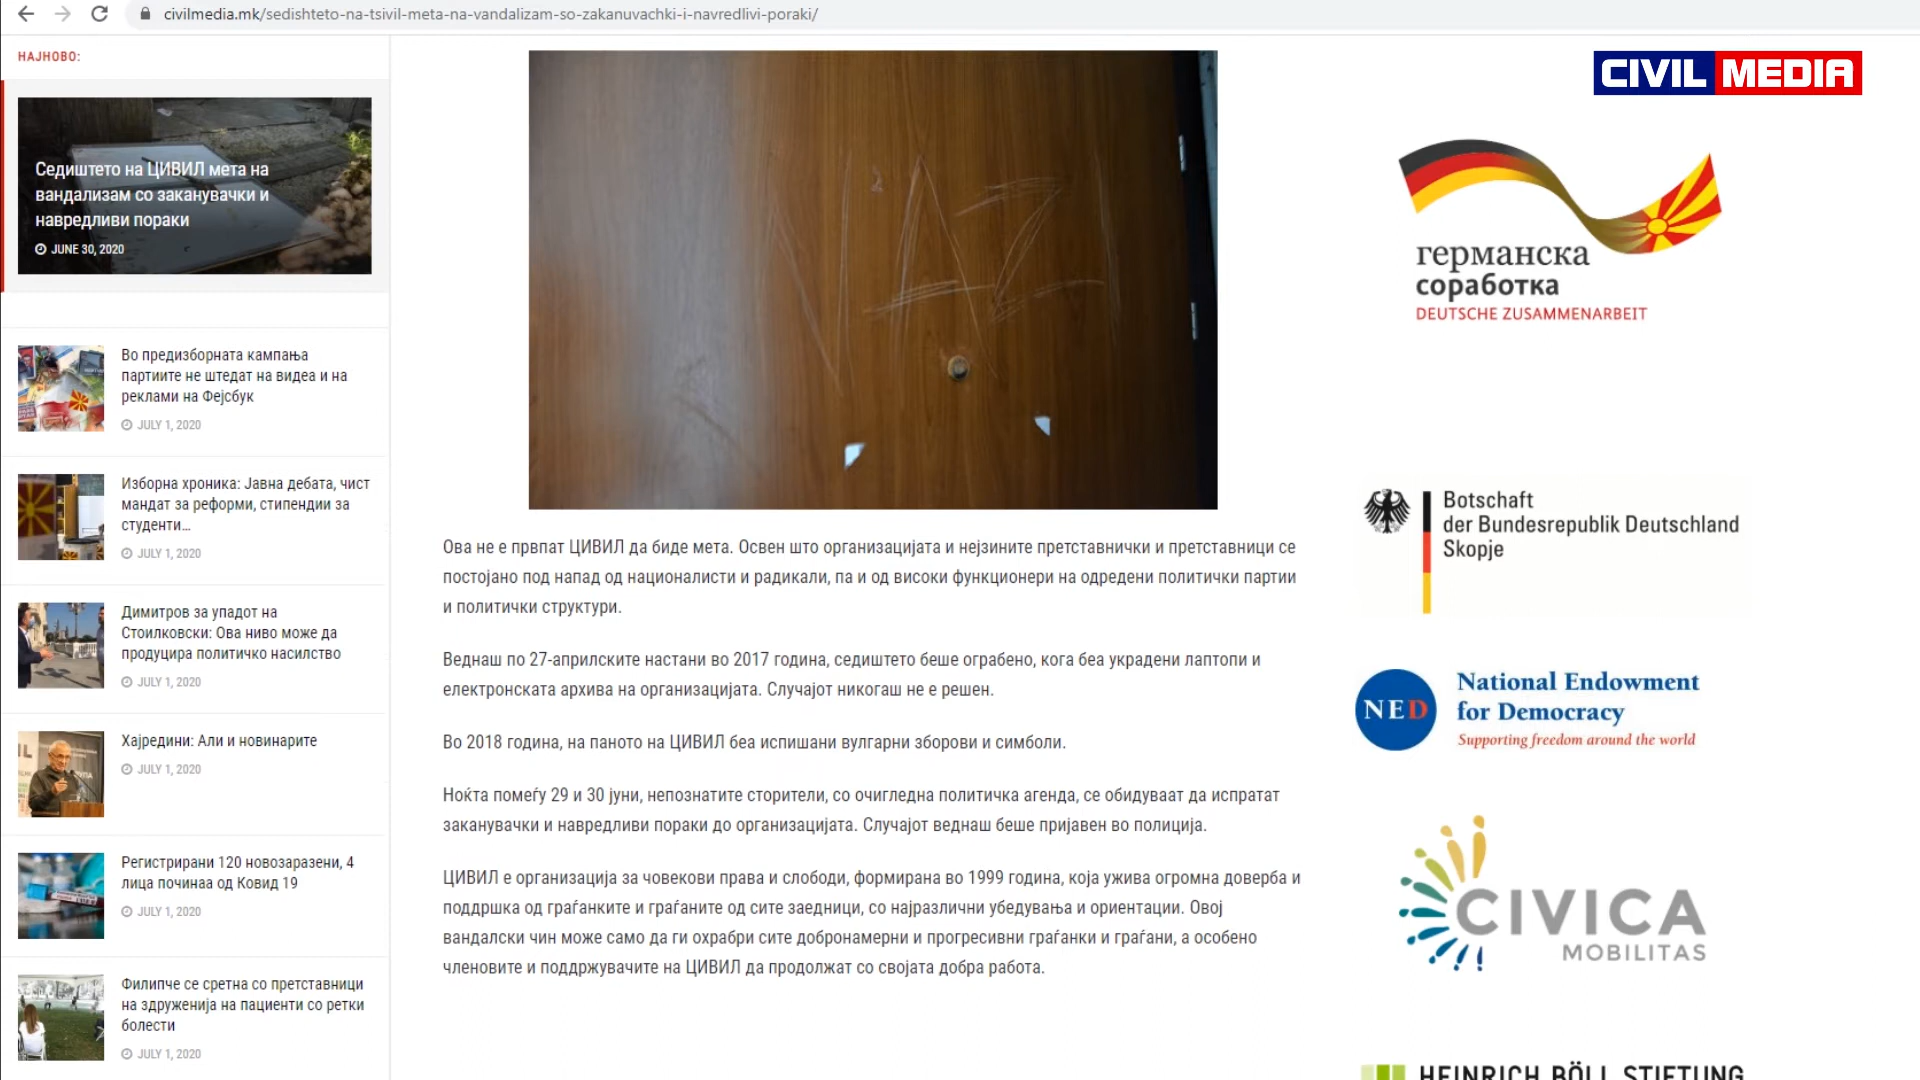 civilmedia.mk/sedishteto-na-tsivil-meta-na-vandalizam-so-zakanuvachki-i-navredlivi-poraki/
НАЈНОВО:
Седиштето на ЦИВИЛ мета на
вандализам со заканувачки и
навредливи пораки
JUNE 30, 2020
Во предизборната кампања
партиите не штедат на видеа и на
реклами на Фејсбук
JULY 1, 2020
Изборна хроника: Јавна дебата, чист
мандат за реформи, стипендии за
студенти...
JULY 1, 2020
Димитров за упадот на
Стоилковски: Ова ниво може да
продуцира политичко насилство
JULY 1, 2020
Хајредини: Али и новинарите
JULY 1, 2020
Регистрирани 120 новозаразени, 4
лица починаа од Ковид 19
JULY 1, 2020
Филипче се сретна со претставници
на здруженија на пациенти со ретки
болести
JULY 1, 2020
NAZI
Ова не е првпат ЦИВИЛ да биде мета. Освен што организацијата и нејзините претставнички и претставници се
постојано под напад од националисти и радикали, па и од високи функционери на одредени политички партии
и политички структури.
Веднаш по 27-априлските настани во 2017 година, седиштето беше ограбено, кога беа украдени лаптопи и
електронската архива на организацијата. Случајот никогаш не е решен.
Во 2018 година, на паното на ЦИВИЛ беа испишани вулгарни зборови и симболи.
Ноќта помеѓу 29 и 30 јуни, непознатите сторители, со очигледна политичка агенда, се обидуваат да испратат
заканувачки и навредливи пораки до организацијата. Случајот веднаш беше пријавен во полиција.
ЦИВИЛ е организација за човекови права и слободи, формирана во 1999 година, која ужива огромна доверба и
поддршка од граѓанките и граѓаните од сите заедници, со најразлични убедувања и ориентации. Овој
вандалски чин може само да ги охрабри сите добронамерни и прогресивни граѓанки и граѓани, а особено
членовите и поддржувачите на ЦИВИЛ да продолжат со својата добра работа.
CIVIL MEDIA
германска
соработка
DEUTSCHE ZUSAMMENARBEIT
Botschaft
der Bundesrepublik Deutschland
Skopje
NED
National Endowment
for Democracy
Supporting freedom around the world
CIVICA
MOBILITAS
HEINRICH BÖLL STIFTUNG